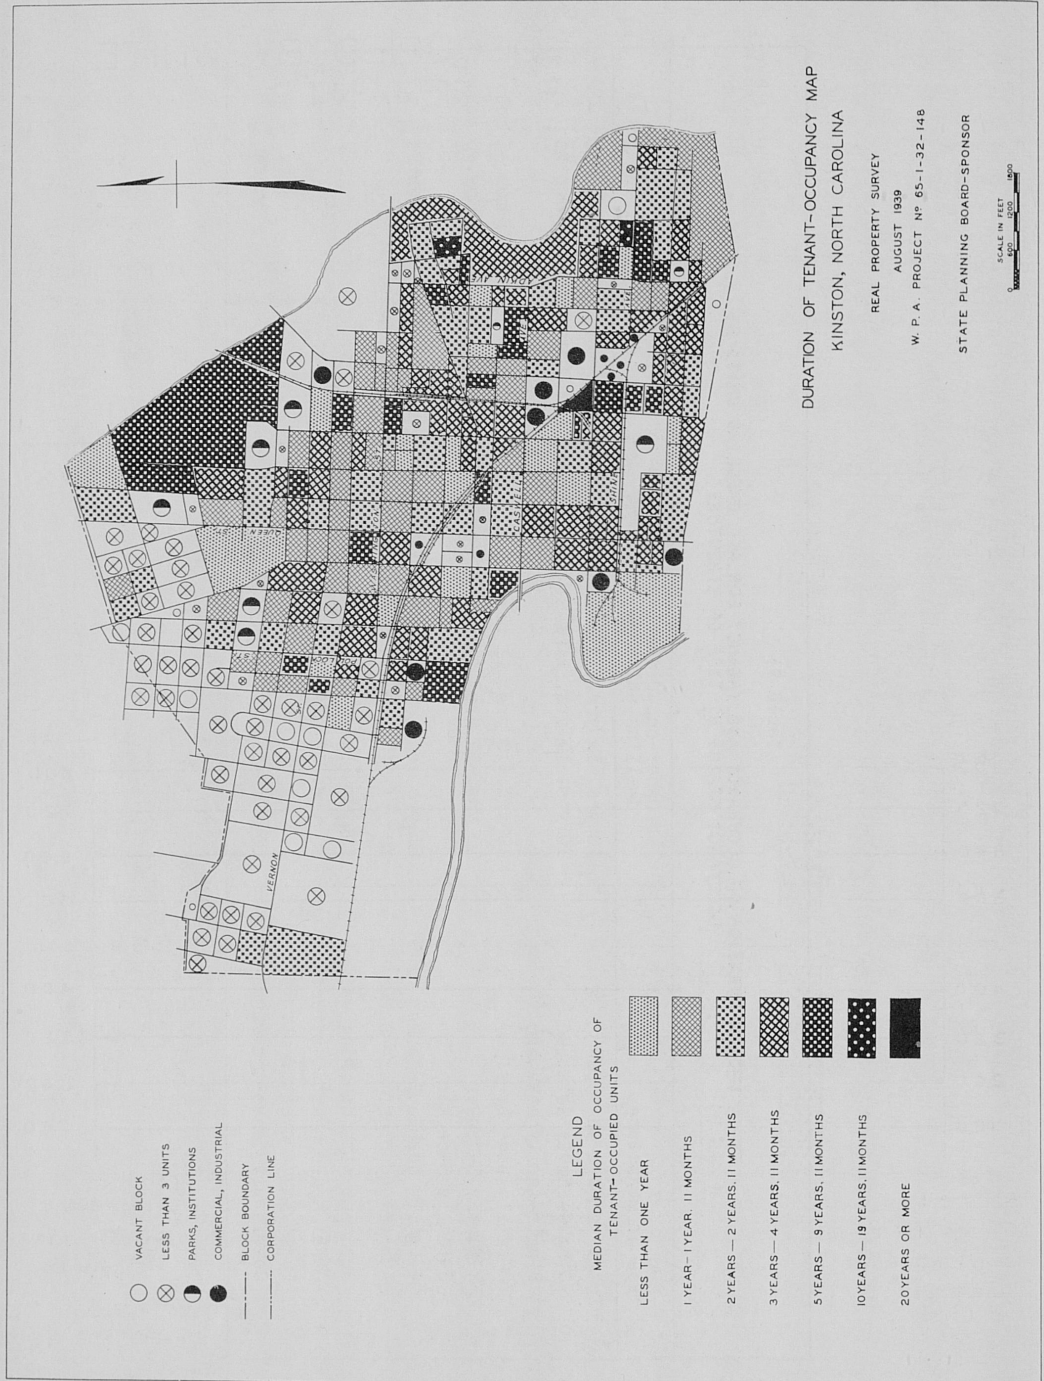 DURATION OF TENANT-OCCUPANCY MAP
KINSTON, NORTH CAROLINA
REAL PROPERTY SURVEY
AUGUST 1939
W. P. A. PROJECT Nº 65-1-32-148
STATE PLANNING BOARD-SPONSOR
SCALE IN FEET
0 600 1200 1800
VERNON
QUEEN ST.
VACANT BLOCK
LESS THAN 3 UNITS
PARKS, INSTITUTIONS
COMMERCIAL, INDUSTRIAL
BLOCK BOUNDARY
CORPORATION LINE
LEGEND
MEDIAN DURATION OF OCCUPANCY OF
TENANT-OCCUPIED UNITS
LESS THAN ONE YEAR
1 YEAR-1 YEAR, 11 MONTHS
2 YEARS-2 YEARS, 11 MONTHS
3 YEARS-4 YEARS, 11 MONTHS
5 YEARS-9 YEARS, 11 MONTHS
10 YEARS-19 YEARS, 11 MONTHS
20 YEARS OR MORE